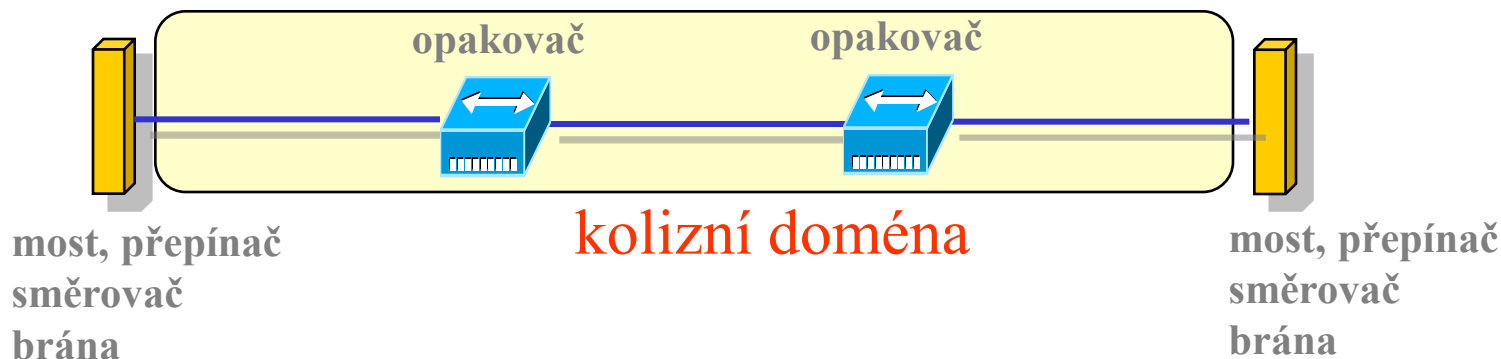 opakovač
opakovač
kolizní doména
most, přepínač
směrovač
brána
most, přepínač
směrovač
brána